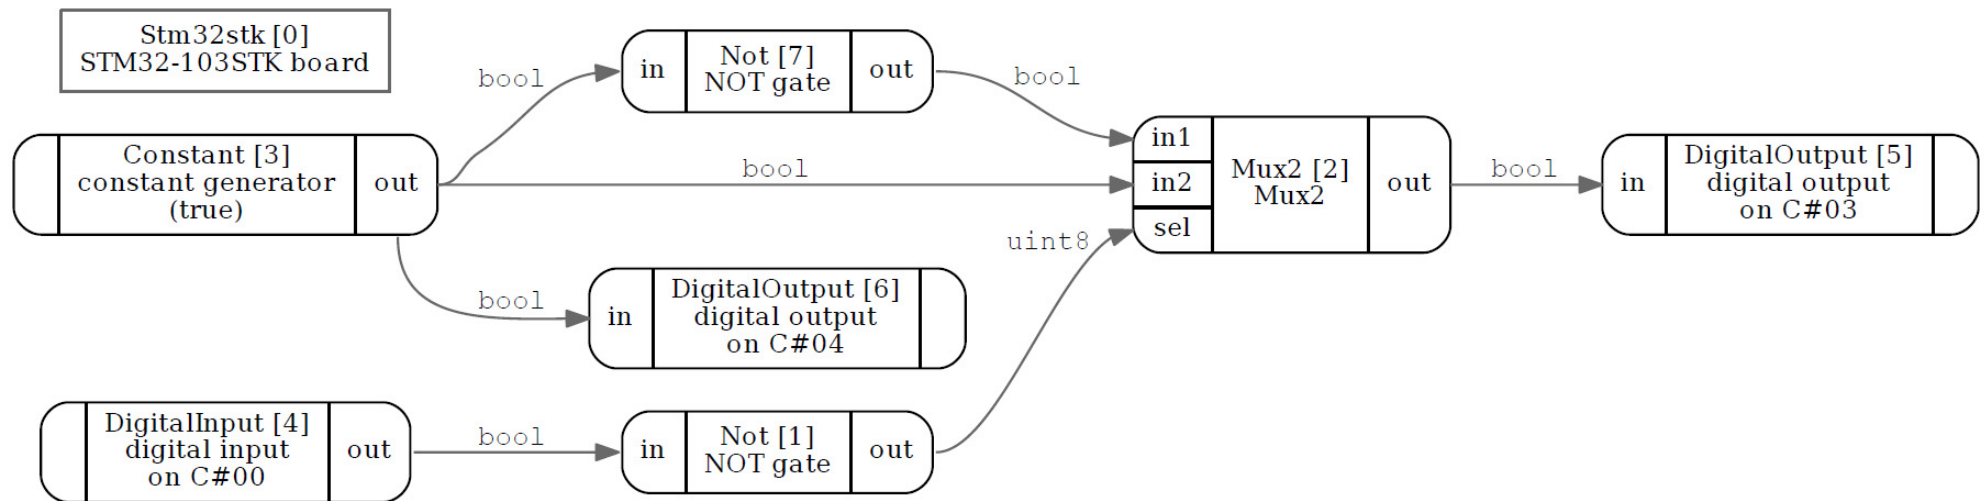 Stm32stk [0]
STM32-103STK board
bool
in
Not [7]
NOT gate
out
bool
Constant [3]
constant generator
(true)
out
bool
in1
in2
sel
Mux2 [2]
Mux2
out
bool
in
DigitalOutput [5]
digital output
on C#03
uint8
bool
in
DigitalOutput [6]
digital output
on C#04
DigitalInput [4]
digital input
on C#00
out
bool
in
Not [1]
NOT gate
out